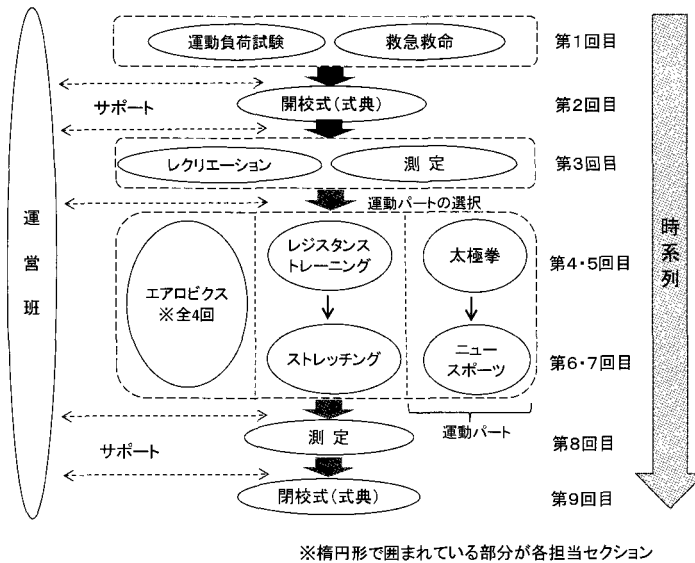 運動負荷試験
救急救命
第1回目
サポート
開校式(式典)
第2回目
レクリエーション
測 定
第3回目
運動パートの選択
運
営
班
時系列
エアロビクス
※全4回
レジスタンス
トレーニング
太極拳
第4・5回目
ストレッチング
ニュー
スポーツ
第6・7回目
運動パート
サポート
測 定
第8回目
閉校式(式典)
第9回目
※楕円形で囲まれている部分が各担当セクション